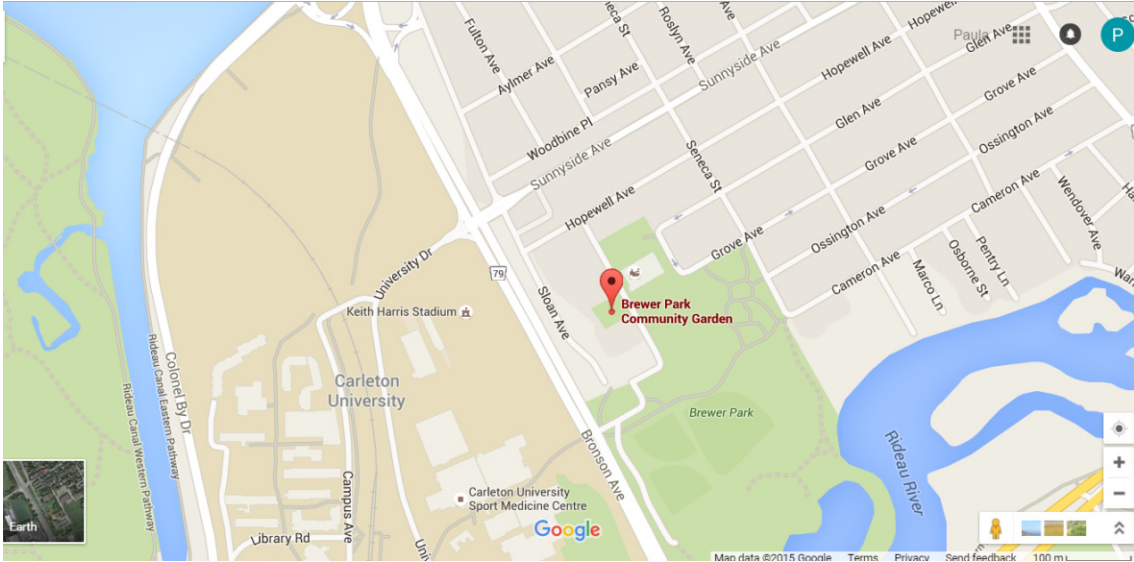 Fulton Ave
Aylmer Ave
Seneca St
Roslyn Ave
Pansy Ave
Sunnyside Ave
Hopewell Ave
Paula
Glen Ave
P
Hopewell Ave
Grove Ave
Woodbine Pl
Glen Ave
Ossington Ave
Sunnyside Ave
Seneca St
Grove Ave
Cameron Ave
Wendover Ave
Hopewell Ave
Grove Ave
Ossington Ave
Pentry Ln
Osborne St
University Dr
79
Cameron Ave
Marco Ln
Sloan Ave
Keith Harris Stadium
Brewer Park
Community Garden
Colonel By Dr
Rideau Canal Eastern Pathway
Rideau Canal Western Pathway
Carleton
University
Brewer Park
Bronson Ave
Rideau River
Campus Ave
Carleton University
Sport Medicine Centre
Earth
Library Rd
Google
Map data ©2015 Google Terms Privacy Send feedback 100 m